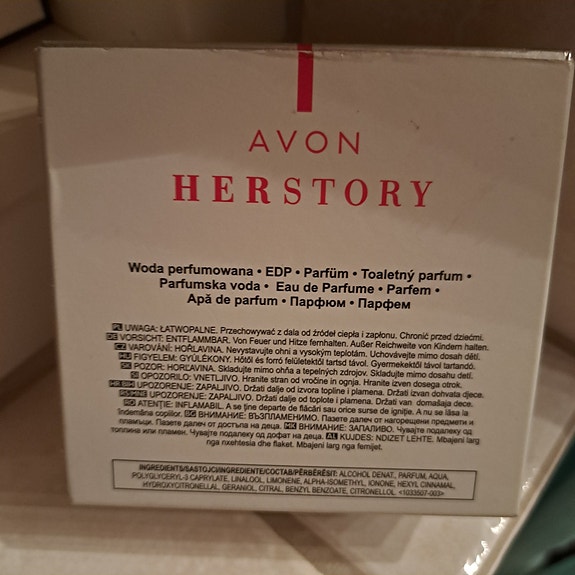 AVON
HERSTORY
Woda perfumowana • EDP • Parfüm • Toaletný parfum •
Parfumska voda • Eau de Parfume • Parfem •
Apă de parfum • Парфюм • Парфем
PL UWAGA: ŁATWOPALNE. Przechowywać z dala od źródeł ciepła i zapłonu. Chronić przed dziećmi.
DE VORSICHT: ENTFLAMMBAR. Von Feuer und Hitze fernhalten. Außer Reichweite von Kindern halten.
CZ VAROVÁNÍ: HOŘLAVINA. Nevystavujte ohni a vysokým teplotám. Uchovávejte mimo dosah dětí.
HU FIGYELEM: GYÚLÉKONY. Hőtől és forró felületektől tartsd távol. Gyermekektől távol tartandó.
SK POZOR: HORĽAVINA. Skladujte mimo ohňa a tepelných zdrojov. Skladujte mimo dosahu detí.
SI OPOZORILO: VNETLJIVO. Hranite stran od vročine in ognja. Hranite izven dosega otrok.
HR BIH UPOZORENJE: ZAPALJIVO. Držati dalje od izvora topline i plamena. Držati izvan dohvata djece.
RS MNE UPOZORENJE: ZAPALJIVO. Držati dalje od toplote i plamena. Držati van domašaja dece.
RO ATENȚIE: INFLAMABIL. A se ține departe de flăcări sau orice surse de igniție. A nu se lăsa la
îndemâna copiilor. BG ВНИМАНИЕ: ВЪЗПЛАМЕНИМО. Пазете далеч от нагорещени предмети и
пламъци. Пазете далеч от достъпа на деца. MK ВНИМАНИЕ: ЗАПАЛИВО. Чувајте подалеку од
топлина или пламен. Чувајте подалеку од дофат на деца. AL KUJDES: NDIZET LEHTE. Mbajeni larg
nga nxehtesia dhe flaket. Mbajeni larg nga femijet.
INGREDIENTS/SASTOJCI/INGREDIENTE/СЪСТАВ/PËRBËRËSIT: ALCOHOL DENAT., PARFUM, AQUA,
POLYGLYCERYL-3 CAPRYLATE, LINALOOL, LIMONENE, ALPHA-ISOMETHYL, IONONE, HEXYL CINNAMAL,
HYDROXYCITRONELLAL, GERANIOL, CITRAL, BENZYL BENZOATE, CITRONELLOL <1033507-003>